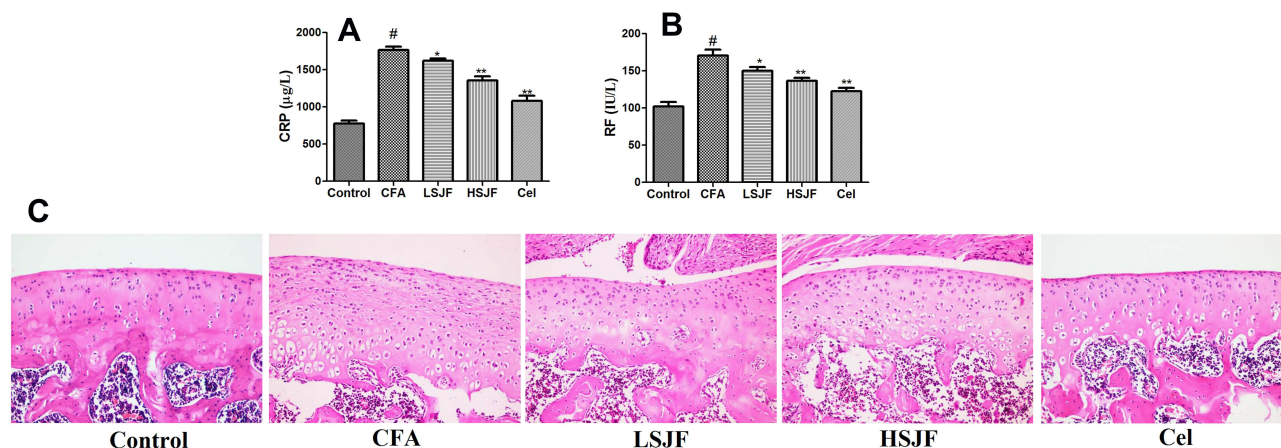 A
CRP (μg/L)
2000
1500
1000
500
0
#
*
**
**
Control CFA LSJF HSJF Cel
B
RF (IU/L)
200
150
100
50
0
#
*
**
**
Control CFA LSJF HSJF Cel
C
Control CFA LSJF HSJF Cel